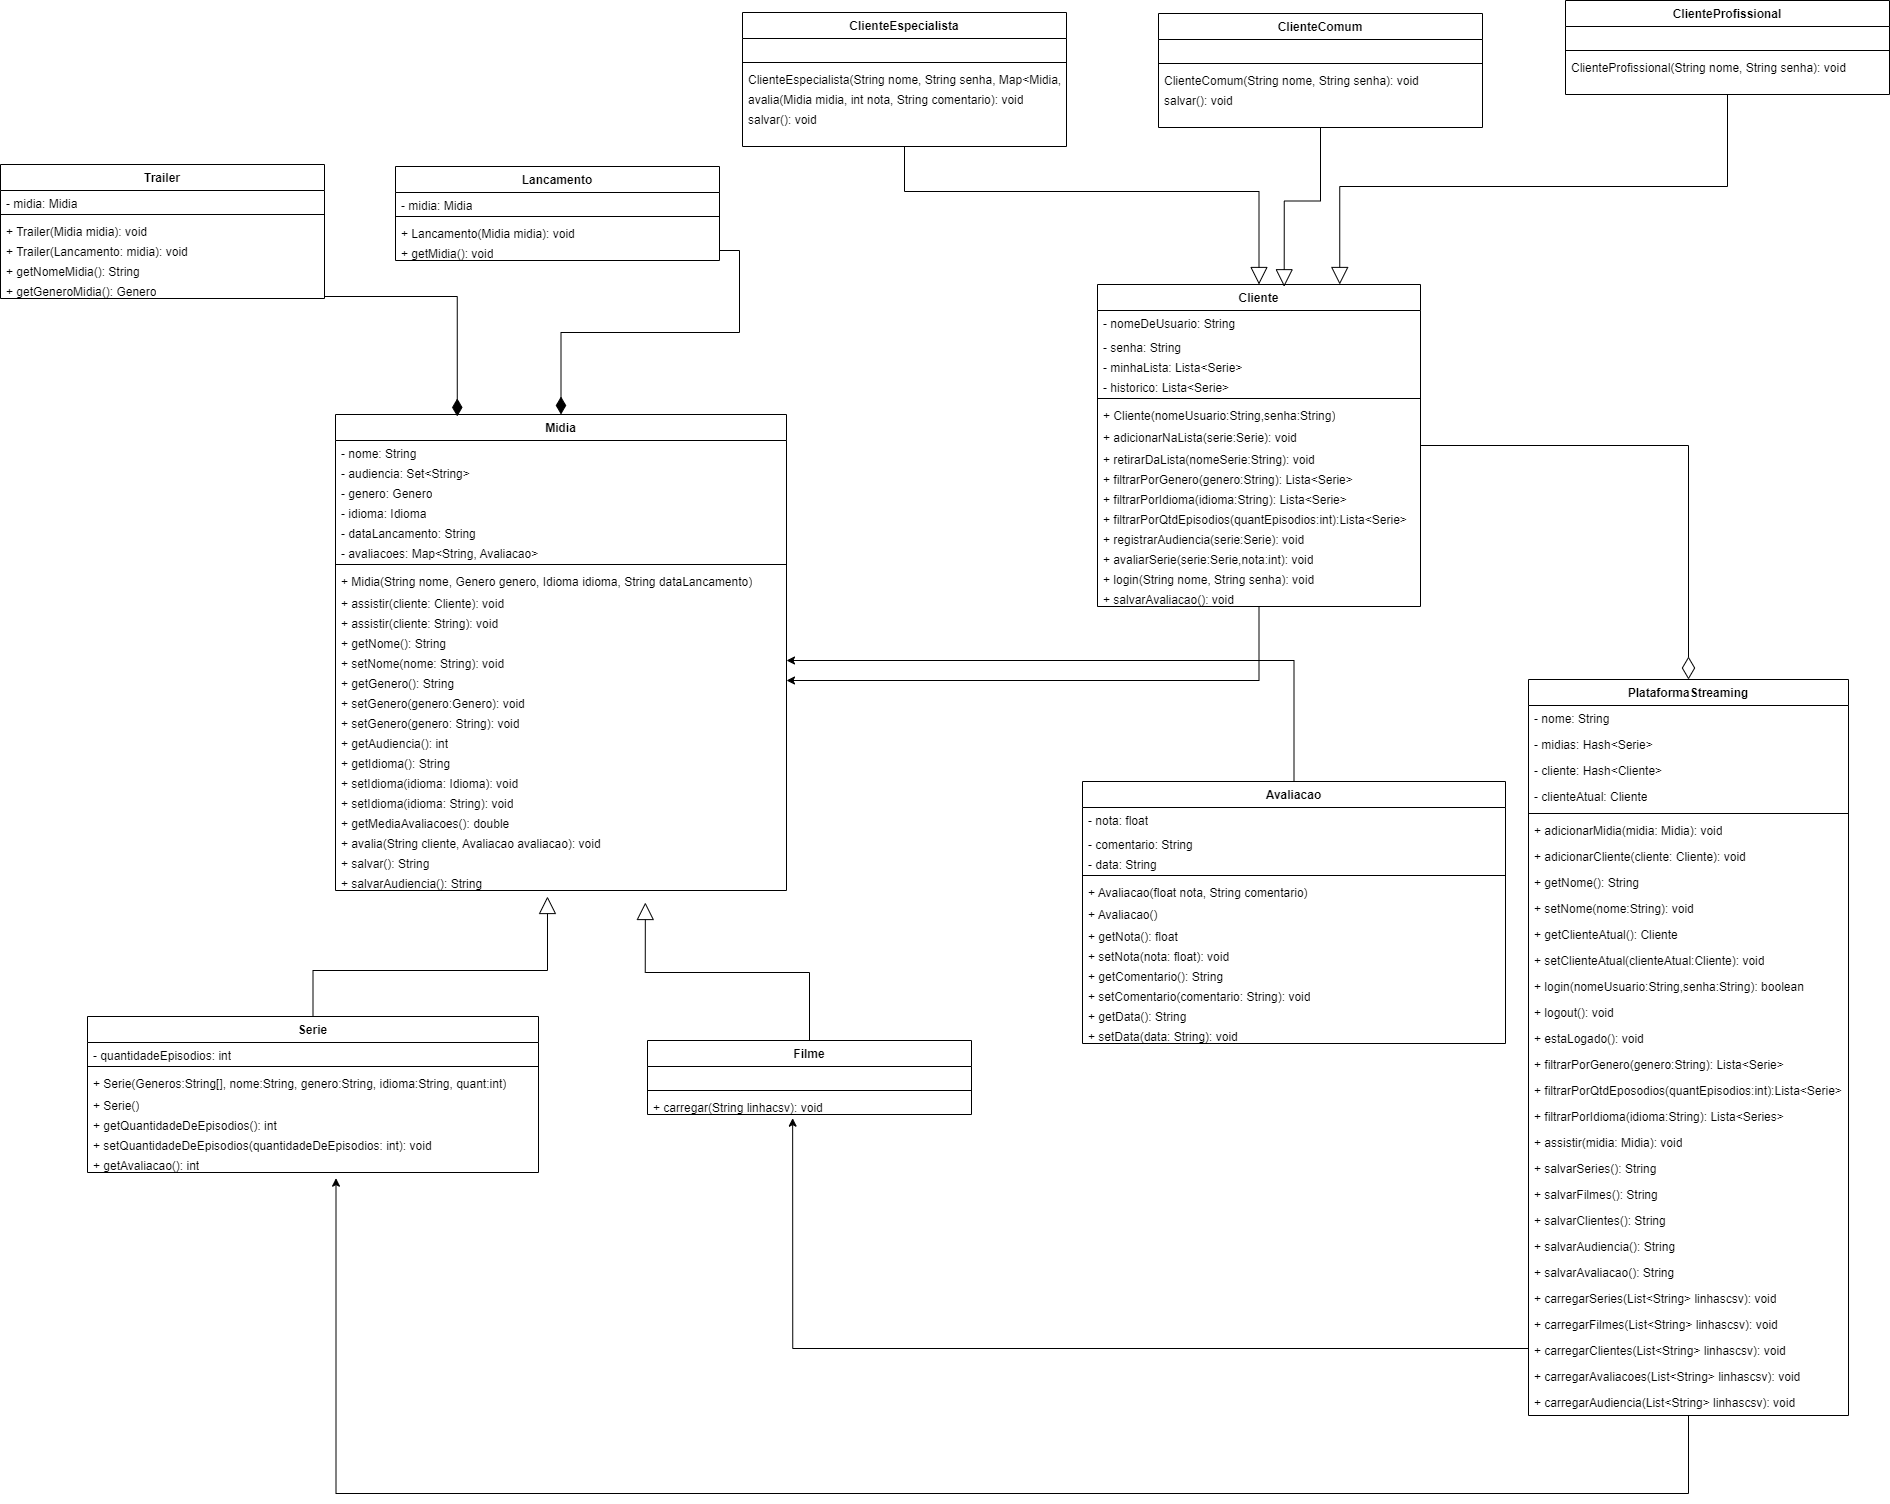 ClienteEspecialista
ClienteEspecialista(String nome, String senha, Map<Midia,
avalia(Midia midia, int nota, String comentario): void
salvar(): void
ClienteComum
ClienteComum(String nome, String senha): void
salvar(): void
ClienteProfissional
ClienteProfissional(String nome, String senha): void
Trailer
- midia: Midia
+ Trailer(Midia midia): void
+ Trailer(Lancamento: midia): void
+ getNomeMidia(): String
+ getGeneroMidia(): Genero
Lancamento
- midia: Midia
+ Lancamento(Midia midia): void
+ getMidia(): void
Cliente
- nomeDeUsuario: String
- senha: String
- minhaLista: Lista<Serie>
- historico: Lista<Serie>
+ Cliente(nomeUsuario:String,senha:String)
+ adicionarNaLista(serie:Serie): void
+ retirarDaLista(nomeSerie:String): void
+ filtrarPorGenero(genero:String): Lista<Serie>
+ filtrarPorIdioma(idioma:String): Lista<Serie>
+ filtrarPorQtdEpisodios(quantEpisodios:int):Lista<Serie>
+ registrarAudiencia(serie:Serie): void
+ avaliarSerie(serie:Serie,nota:int): void
+ login(String nome, String senha): void
+ salvarAvaliacao(): void
Midia
- nome: String
- audiencia: Set<String>
- genero: Genero
- idioma: Idioma
- dataLancamento: String
- avaliacoes: Map<String, Avaliacao>
+ Midia(String nome, Genero genero, Idioma idioma, String dataLancamento)
+ assistir(cliente: Cliente): void
+ assistir(cliente: String): void
+ getNome(): String
+ setNome(nome: String): void
+ getGenero(): String
+ setGenero(genero:Genero): void
+ setGenero(genero: String): void
+ getAudiencia(): int
+ getIdioma(): String
+ setIdioma(idioma: Idioma): void
+ setIdioma(idioma: String): void
+ getMediaAvaliacoes(): double
+ avalia(String cliente, Avaliacao avaliacao): void
+ salvar(): String
+ salvarAudiencia(): String
PlataformaStreaming
- nome: String
- midias: Hash<Serie>
- cliente: Hash<Cliente>
- clienteAtual: Cliente
+ adicionarMidia(midia: Midia): void
+ adicionarCliente(cliente: Cliente): void
+ getNome(): String
+ setNome(nome:String): void
+ getClienteAtual(): Cliente
+ setClienteAtual(clienteAtual:Cliente): void
+ login(nomeUsuario:String,senha:String): boolean
+ logout(): void
+ estaLogado(): void
+ filtrarPorGenero(genero:String): Lista<Serie>
+ filtrarPorQtdEposodios(quantEpisodios:int):Lista<Serie>
+ filtrarPorIdioma(idioma:String): Lista<Series>
+ assistir(midia: Midia): void
+ salvarSeries(): String
+ salvarFilmes(): String
+ salvarClientes(): String
+ salvarAudiencia(): String
+ salvarAvaliacao(): String
+ carregarSeries(List<String> linhascsv): void
+ carregarFilmes(List<String> linhascsv): void
+ carregarClientes(List<String> linhascsv): void
+ carregarAvaliacoes(List<String> linhascsv): void
+ carregarAudiencia(List<String> linhascsv): void
Avaliacao
- nota: float
- comentario: String
- data: String
+ Avaliacao(float nota, String comentario)
+ Avaliacao()
+ getNota(): float
+ setNota(nota: float): void
+ getComentario(): String
+ setComentario(comentario: String): void
+ getData(): String
+ setData(data: String): void
Serie
- quantidadeEpisodios: int
+ Serie(Generos:String[], nome:String, genero:String, idioma:String, quant:int)
+ Serie()
+ getQuantidadeDeEpisodios(): int
+ setQuantidadeDeEpisodios(quantidadeDeEpisodios: int): void
+ getAvaliacao(): int
Filme
+ carregar(String linhacsv): void